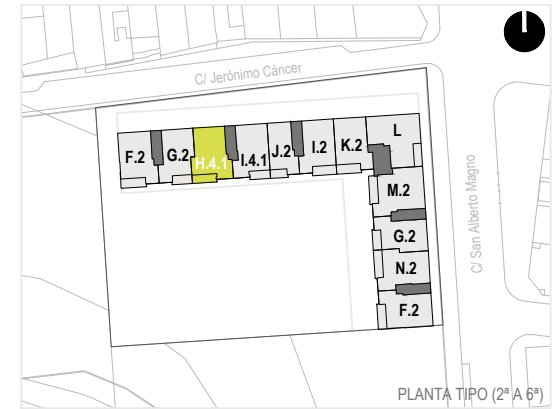 C/ Jerónimo Cáncer
F.2
G.2
H.4.1
I.4.1
J.2
I.2
K.2
L
M.2
G.2
N.2
F.2
C/ San Alberto Magno
PLANTA TIPO (2ª A 6ª)